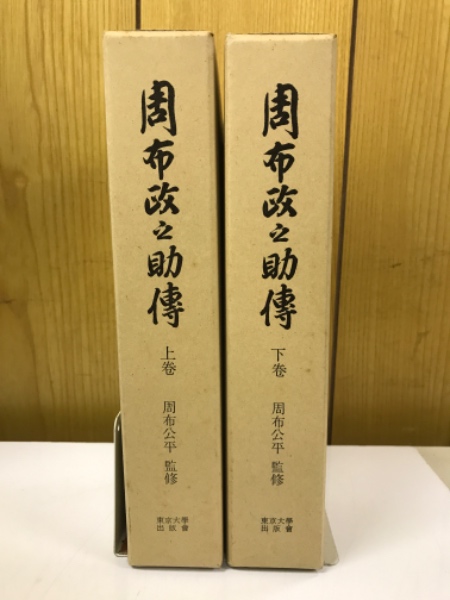 周布政之助傳
上巻
周布公平 監修
東京大學
出版會
周布政之助傳
下巻
周布公平 監修
東京大學
出版會